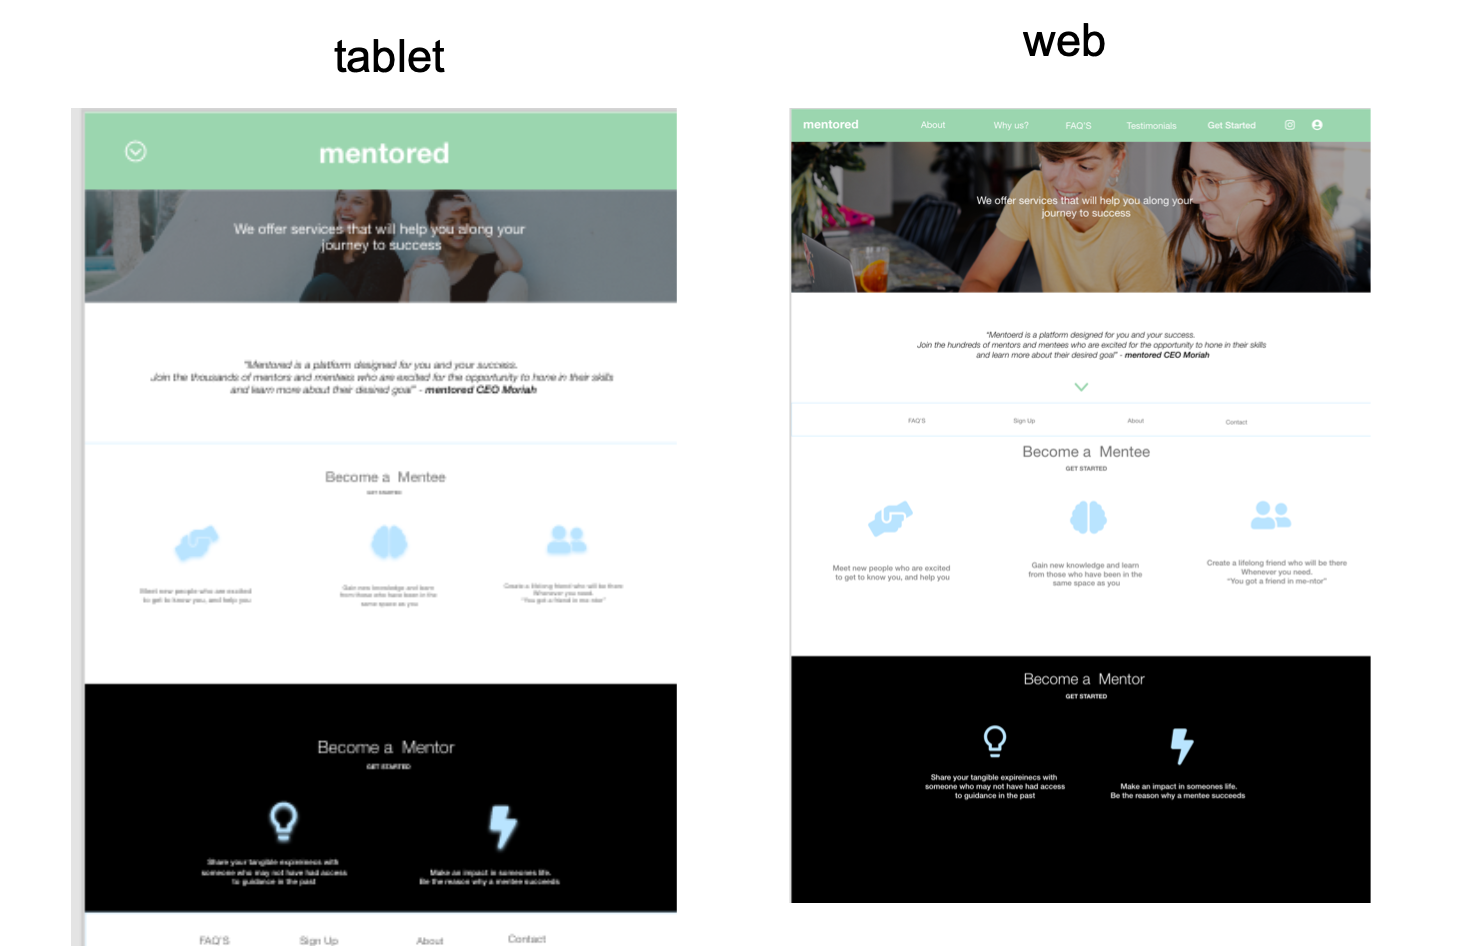 tablet
mentored
We offer services that will help you along your
journey to success
"Mentored is a platform designed for you and your success.
Join the thousands of mentors and mentees who are excited for the opportunity to hone in their skills
and learn more about their desired goal" - mentored CEO Moriah
Become a Mentee
GET STARTED
Meet new people who are excited
to get to know you, and help you
Gain new knowledge and learn
from those who have been in the
same space as you
Create a lifelong friend who will be there
Whenever you need.
"You got a friend in me-ntor"
Become a Mentor
GET STARTED
Share your tangible expireinecs with
someone who may not have had access
to guidance in the past
Make an impact in someones life.
Be the reason why a mentee succeeds
FAQ'S
Sign Up
About
Contact
web
mentored
About
Why us?
FAQ'S
Testimonials
Get Started
We offer services that will help you along your
journey to success
"Mentoerd is a platform designed for you and your success.
Join the hundreds of mentors and mentees who are excited for the opportunity to hone in their skills
and learn more about their desired goal" - mentored CEO Moriah
FAQ'S
Sign Up
About
Contact
Become a Mentee
GET STARTED
Meet new people who are excited
to get to know you, and help you
Gain new knowledge and learn
from those who have been in the
same space as you
Create a lifelong friend who will be there
Whenever you need.
"You got a friend in me-ntor"
Become a Mentor
GET STARTED
Share your tangible expireinecs with
someone who may not have had access
to guidance in the past
Make an impact in someones life.
Be the reason why a mentee succeeds